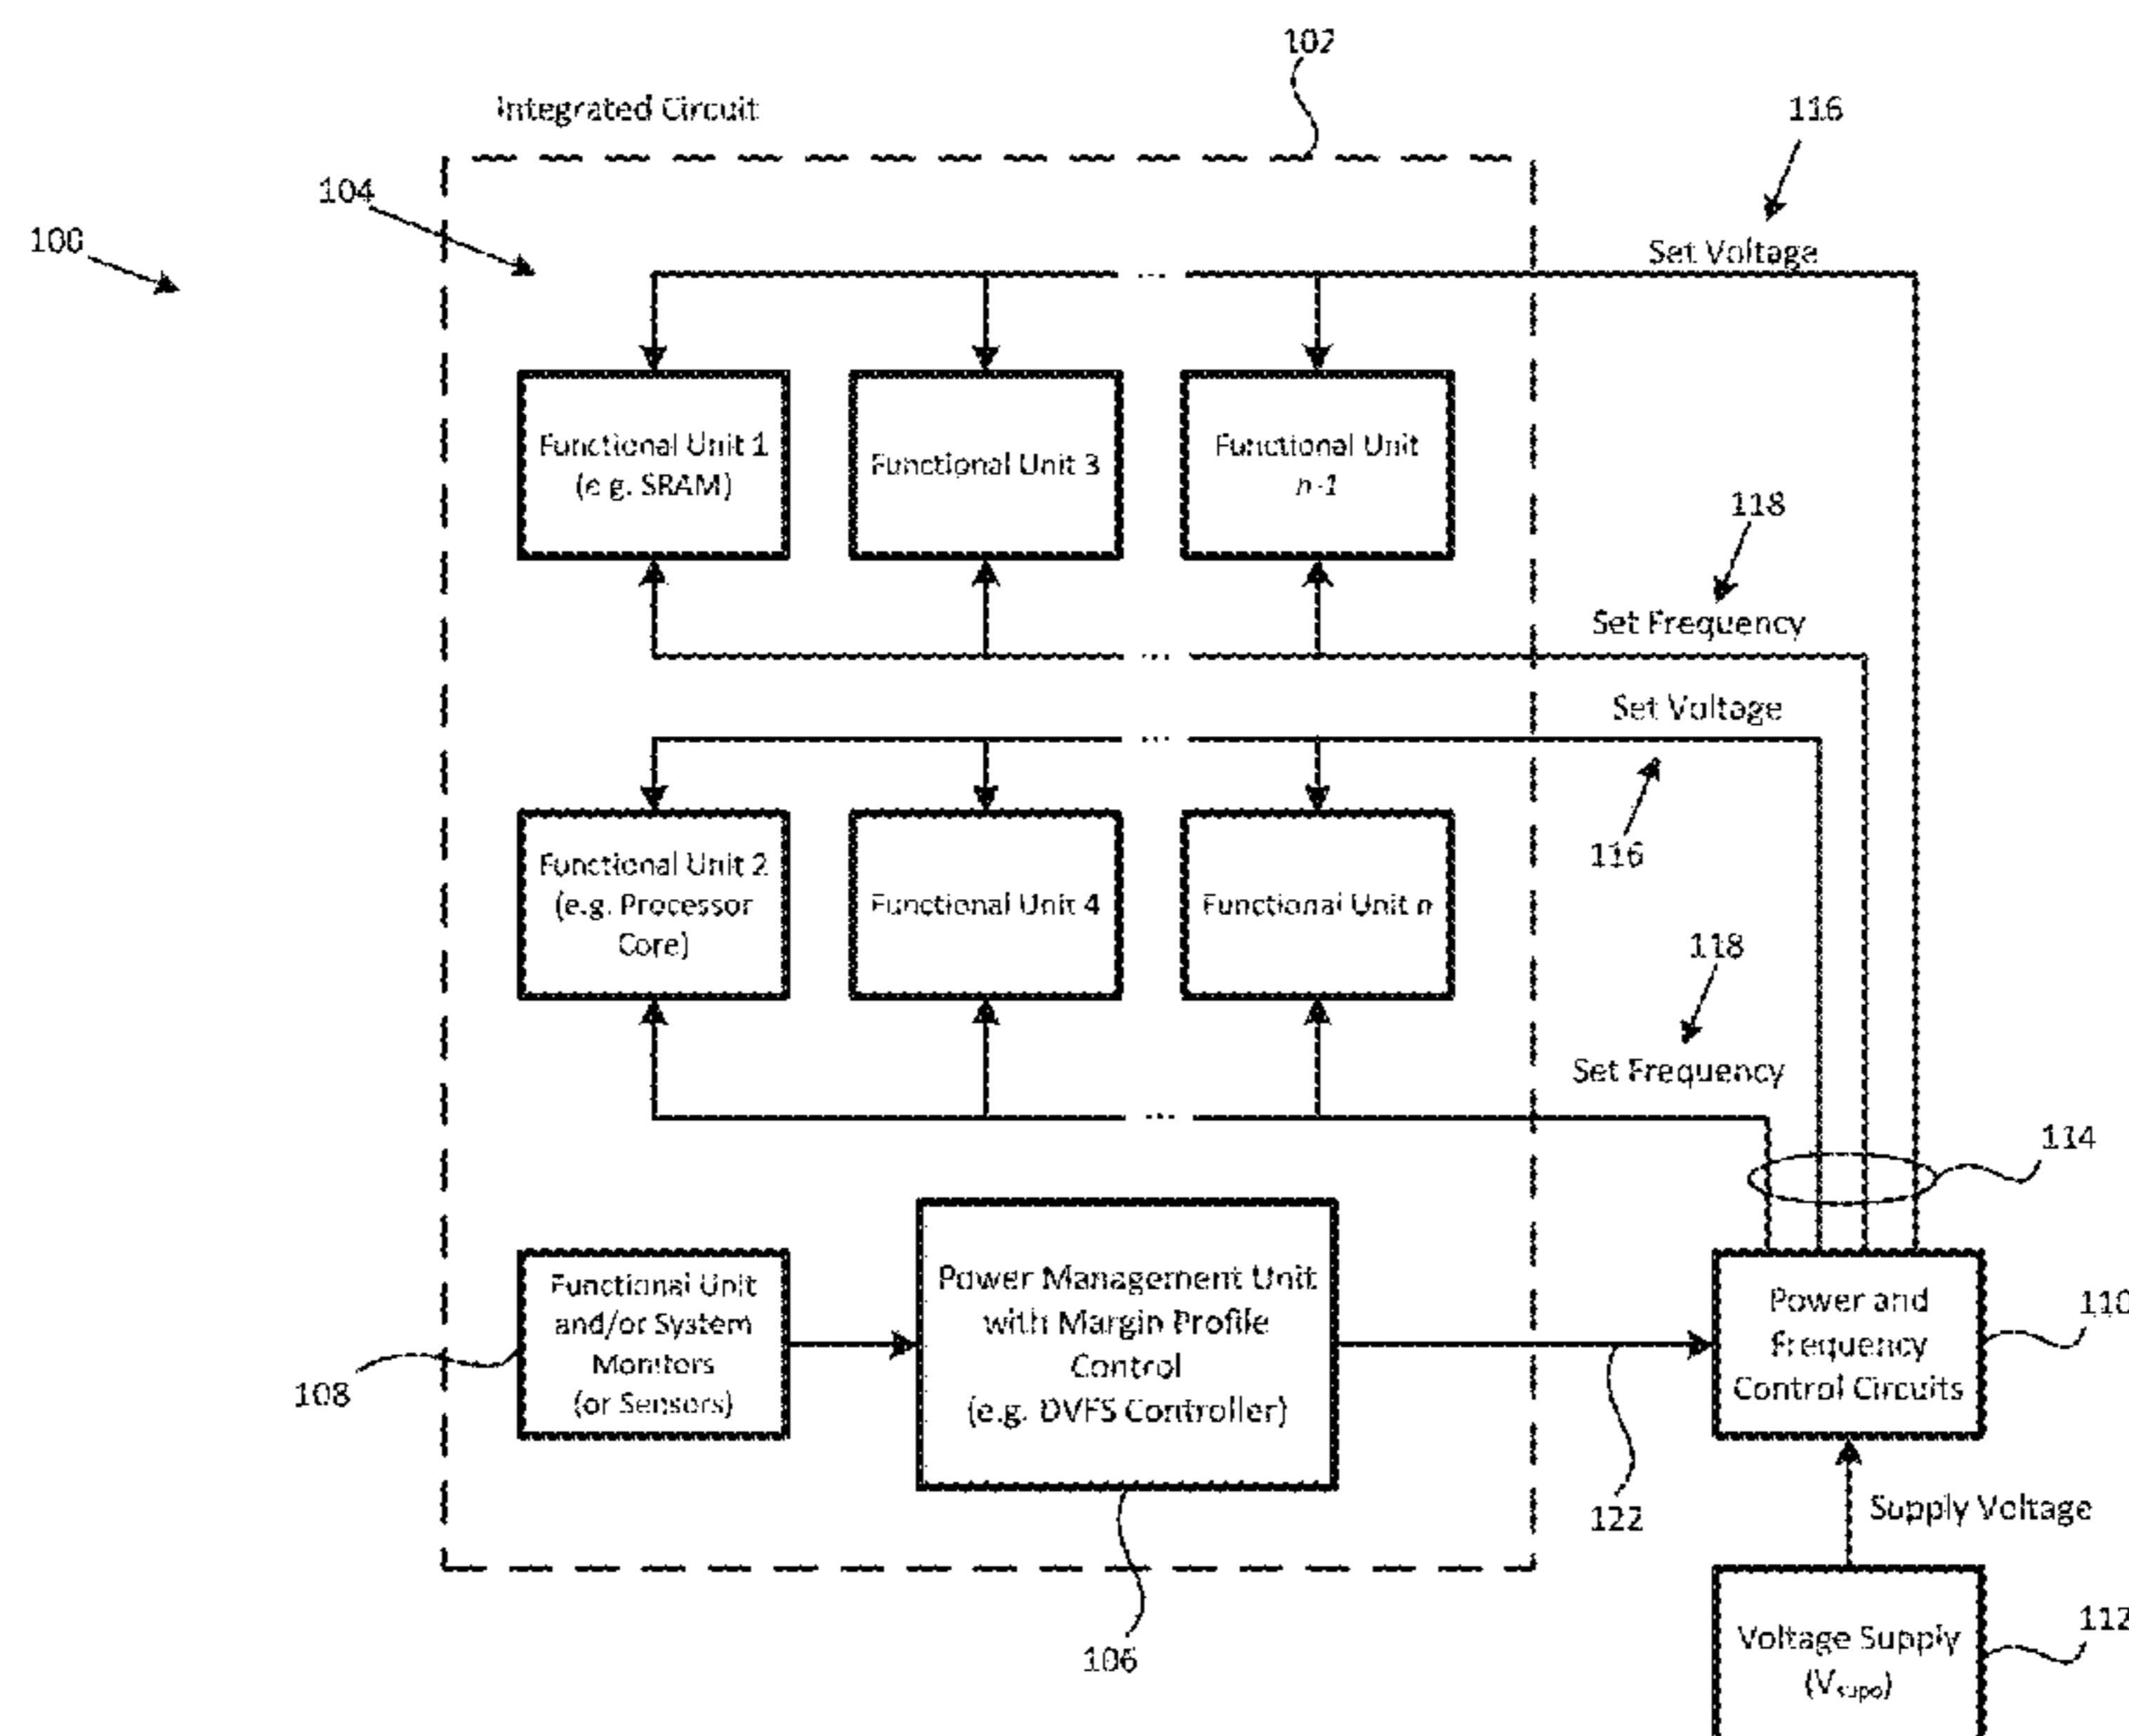 102
Integrated Circuit
116
104
100
Set Voltage
...
Functional Unit 1
(e.g. SRAM)
Functional Unit 3
Functional Unit
n-1
118
Set Frequency
...
Set Voltage
...
116
Functional Unit 2
(e.g. Processor
Core)
Functional Unit 4
Functional Unit n
118
Set Frequency
...
114
Functional Unit
and/or System
Monitors
(or Sensors)
108
Power Management Unit
with Margin Profile
Control
(e.g. DVFS Controller)
106
122
Power and
Frequency
Control Circuits
110
Supply Voltage
Voltage Supply
(Vsupp)
112